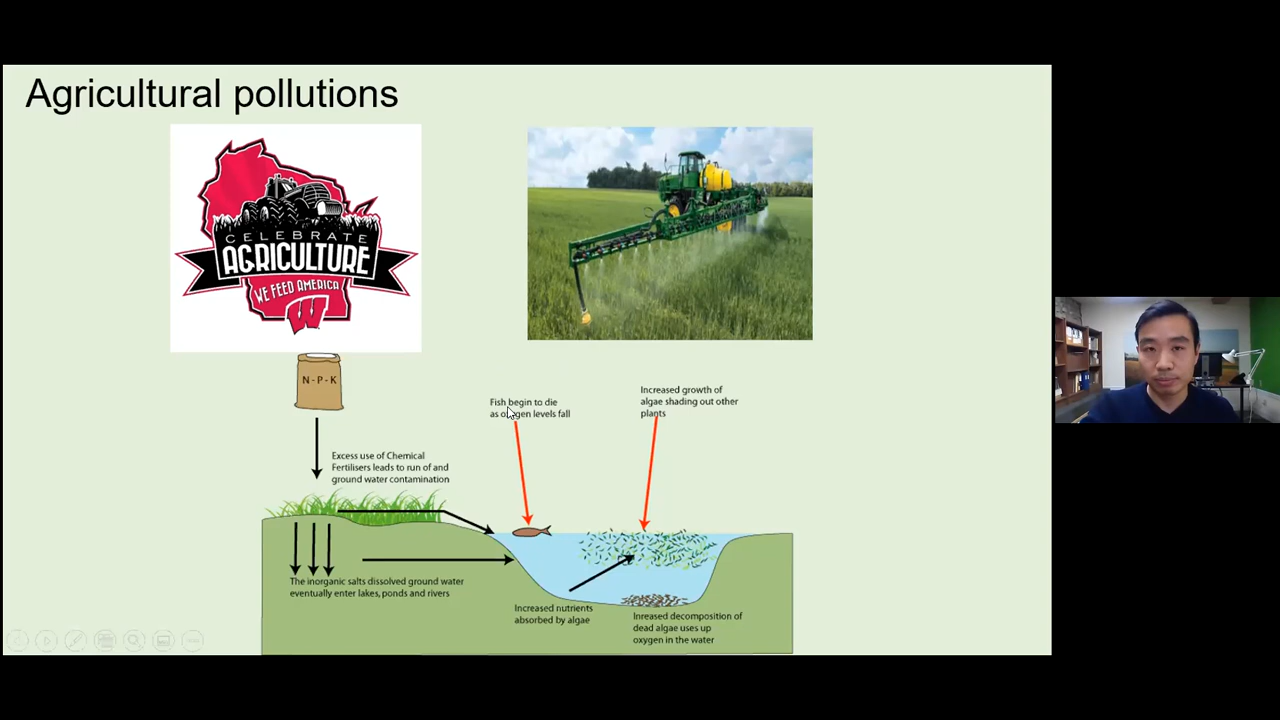 Agricultural pollutions
CELEBRATE
AGRICULTURE
WE FEED AMERICA
W
N-P-K
Excess use of Chemical
Fertilisers leads to run of and
ground water contamination
Fish begin to die
as oxygen levels fall
Increased growth of
algae shading out other
plants
The inorganic salts dissolved ground water
eventually enter lakes, ponds and rivers
Increased nutrients
absorbed by algae
Inreased decomposition of
dead algae uses up
oxygen in the water